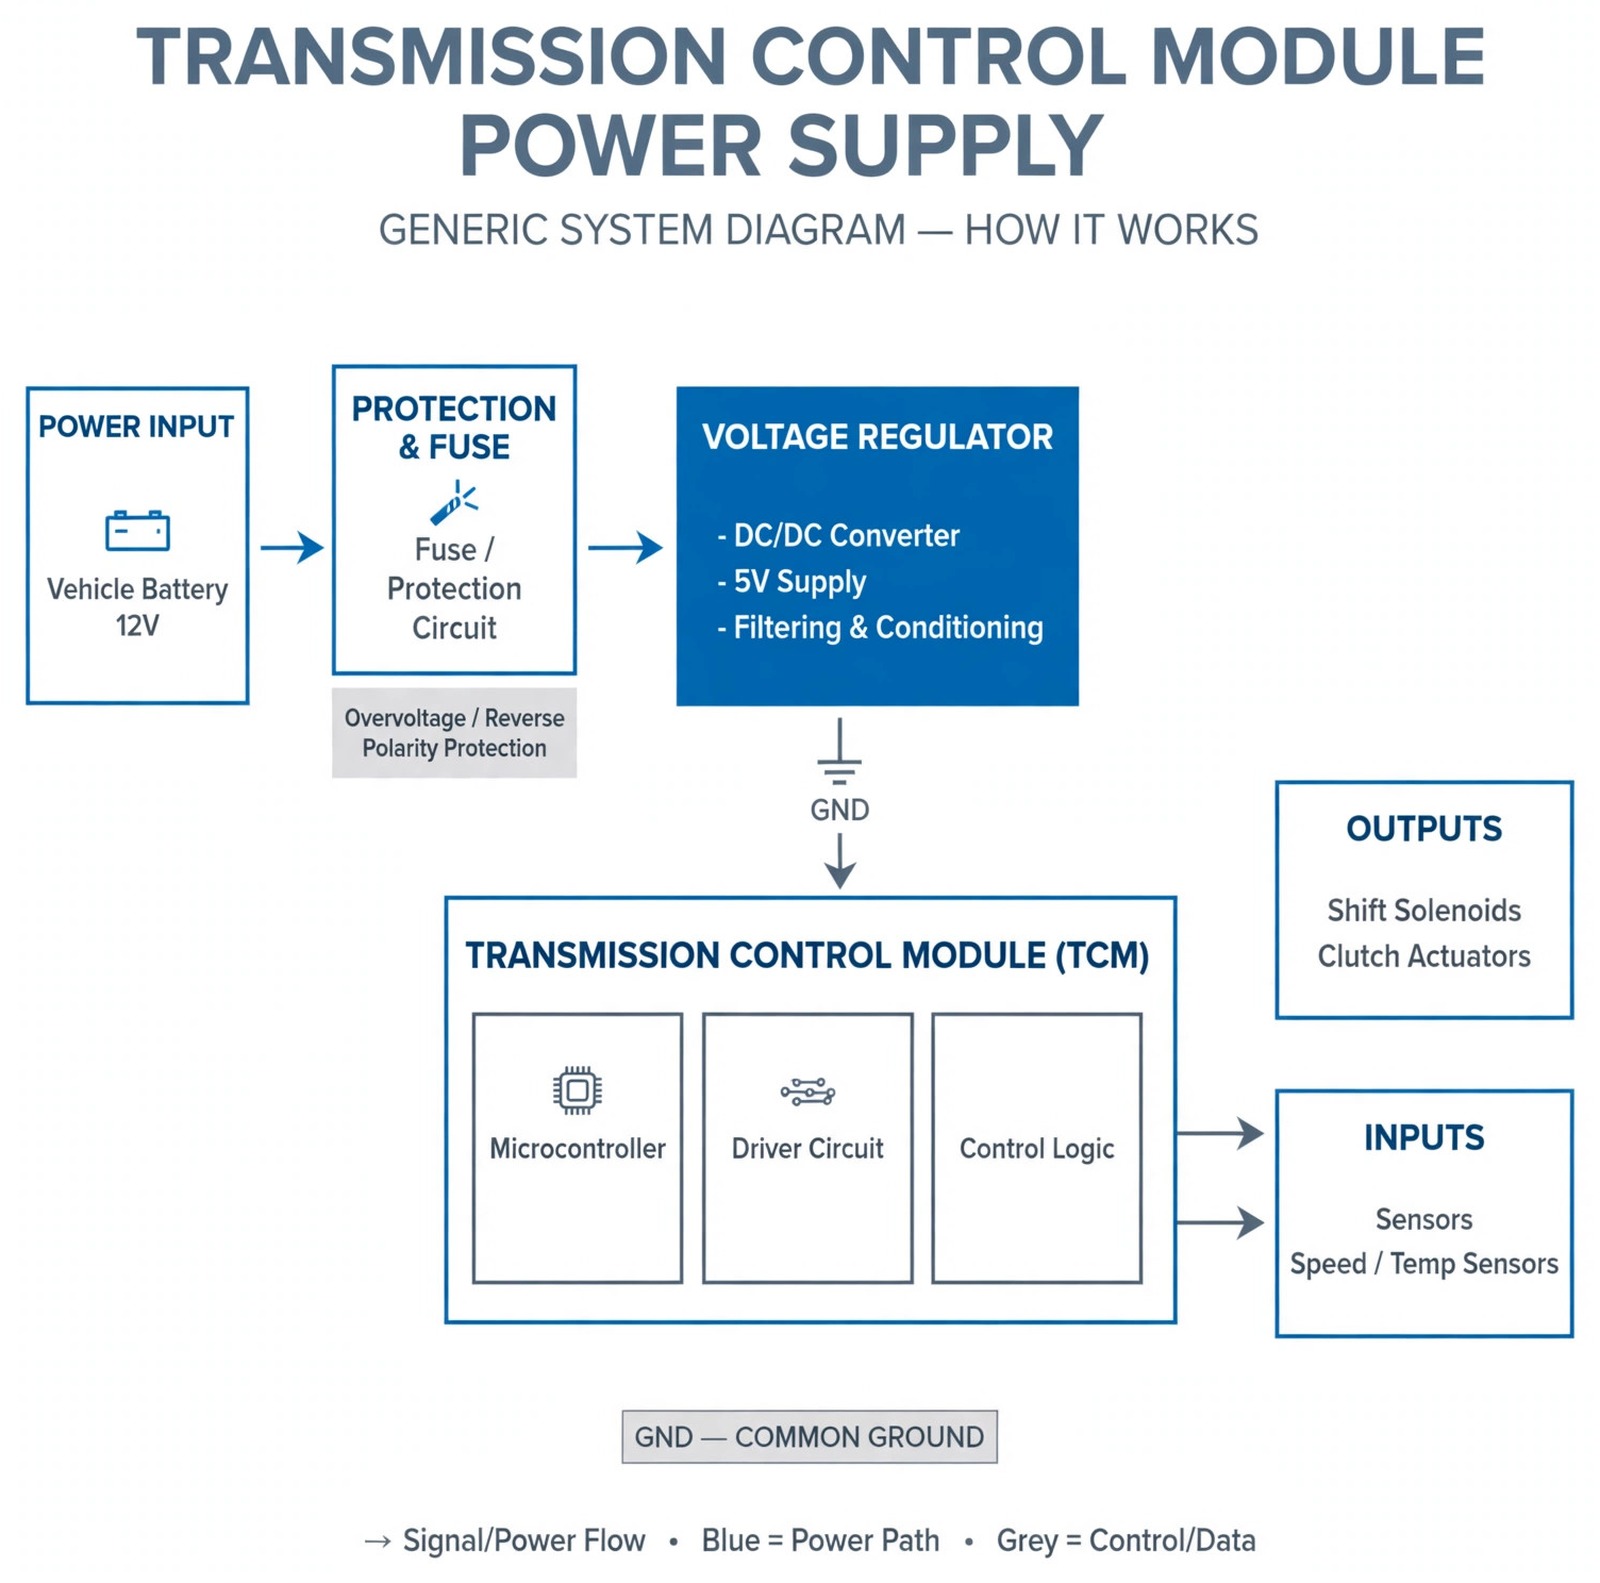 TRANSMISSION CONTROL MODULE
POWER SUPPLY
GENERIC SYSTEM DIAGRAM — HOW IT WORKS
POWER INPUT
Vehicle Battery
12V
PROTECTION
& FUSE
Fuse /
Protection
Circuit
Overvoltage / Reverse
Polarity Protection
VOLTAGE REGULATOR
- DC/DC Converter
- 5V Supply
- Filtering & Conditioning
GND
TRANSMISSION CONTROL MODULE (TCM)
Microcontroller
Driver Circuit
Control Logic
OUTPUTS
Shift Solenoids
Clutch Actuators
INPUTS
Sensors
Speed / Temp Sensors
GND — COMMON GROUND
→ Signal/Power Flow • Blue = Power Path • Grey = Control/Data